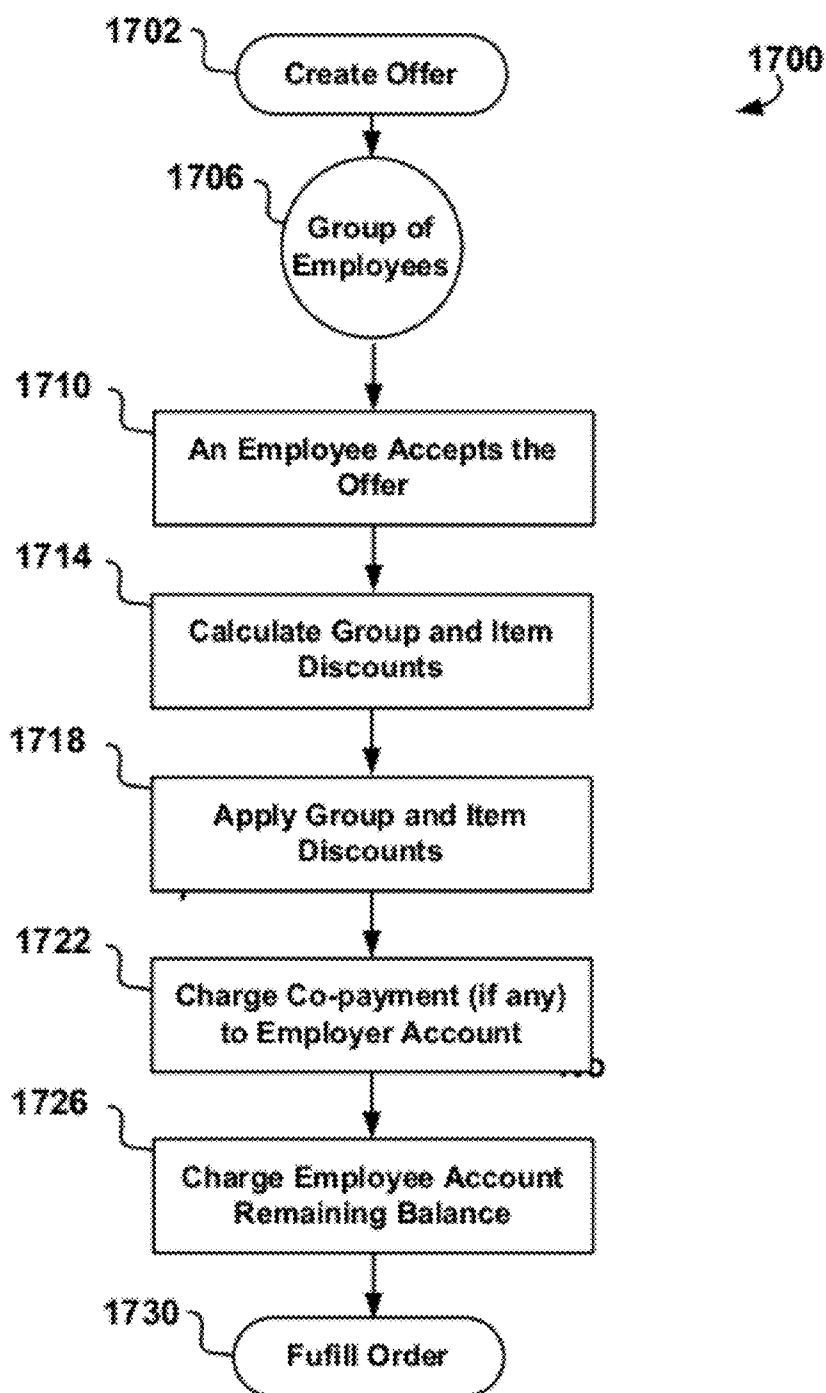 1702
Create Offer
1700
1706
Group of
Employees
1710
An Employee Accepts the
Offer
1714
Calculate Group and Item
Discounts
1718
Apply Group and Item
Discounts
1722
Charge Co-payment (if any)
to Employer Account
1726
Charge Employee Account
Remaining Balance
1730
Fufill Order